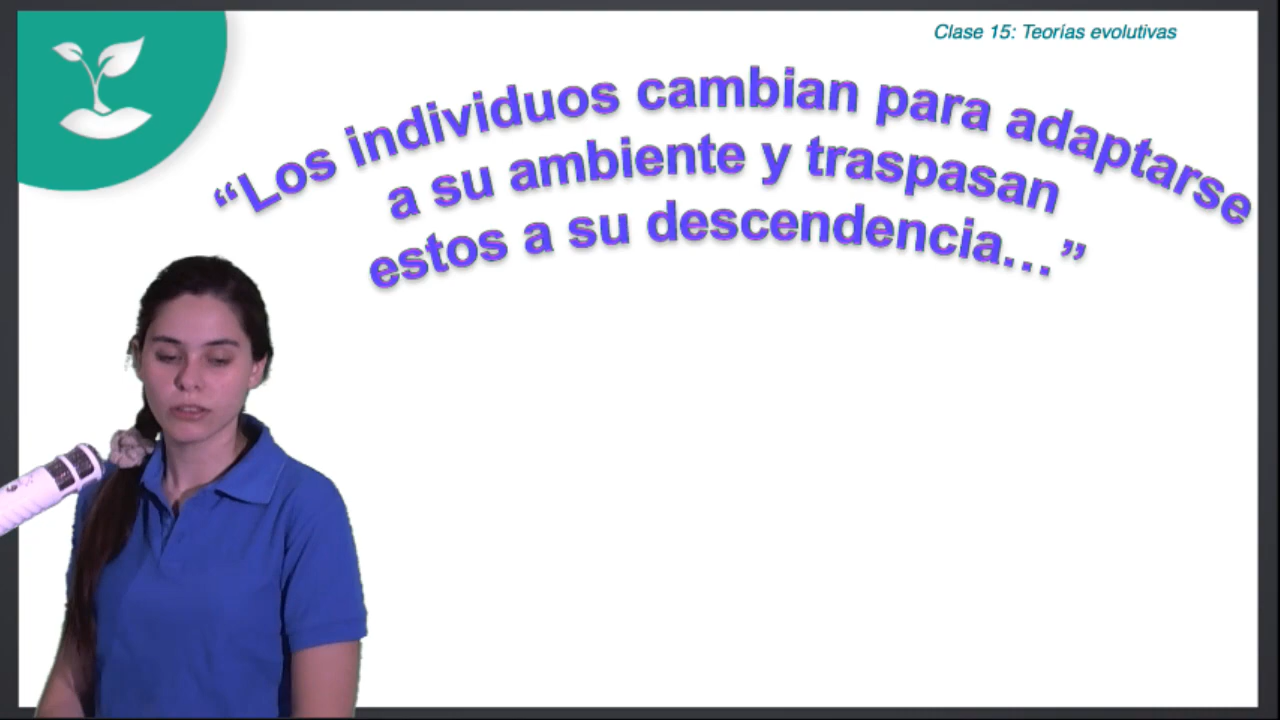 Clase 15: Teorías evolutivas
“Los individuos cambian para adaptarse
a su ambiente y traspasan
estos a su descendencia…”